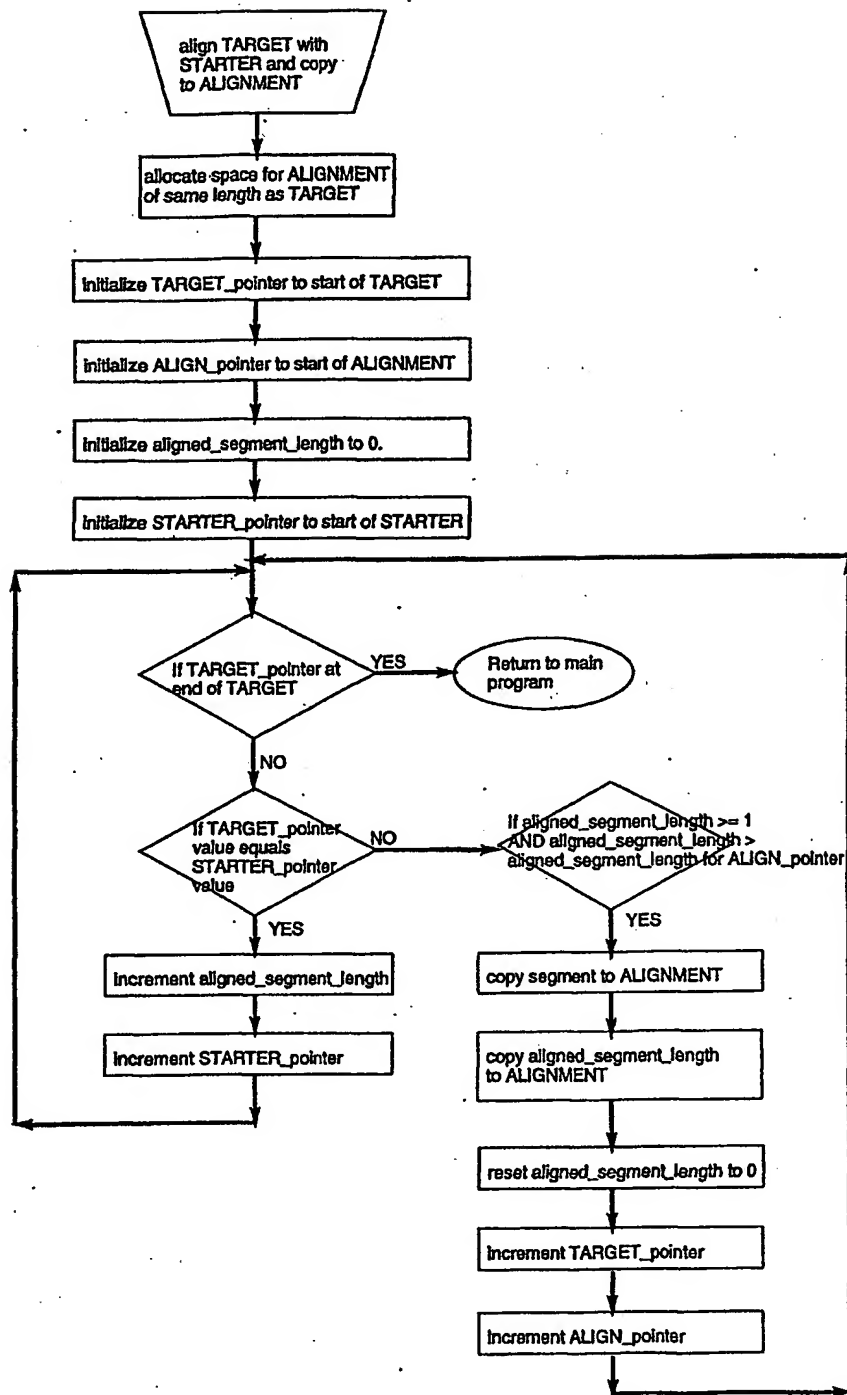 align TARGET with
STARTER and copy
to ALIGNMENT
allocate space for ALIGNMENT
of same length as TARGET
Initialize TARGET_pointer to start of TARGET
Initialize ALIGN_pointer to start of ALIGNMENT
Initialize aligned_segment_length to 0.
Initialize STARTER_pointer to start of STARTER
If TARGET_pointer at
end of TARGET
YES
Return to main
program
NO
If TARGET_pointer
value equals
STARTER_pointer
value
NO
If aligned_segment_length >= 1
AND aligned_segment_length >
aligned_segment_length for ALIGN_pointer
YES
YES
Increment aligned_segment_length
Increment STARTER_pointer
copy segment to ALIGNMENT
copy aligned_segment_length
to ALIGNMENT
reset aligned_segment_length to 0
Increment TARGET_pointer
Increment ALIGN_pointer